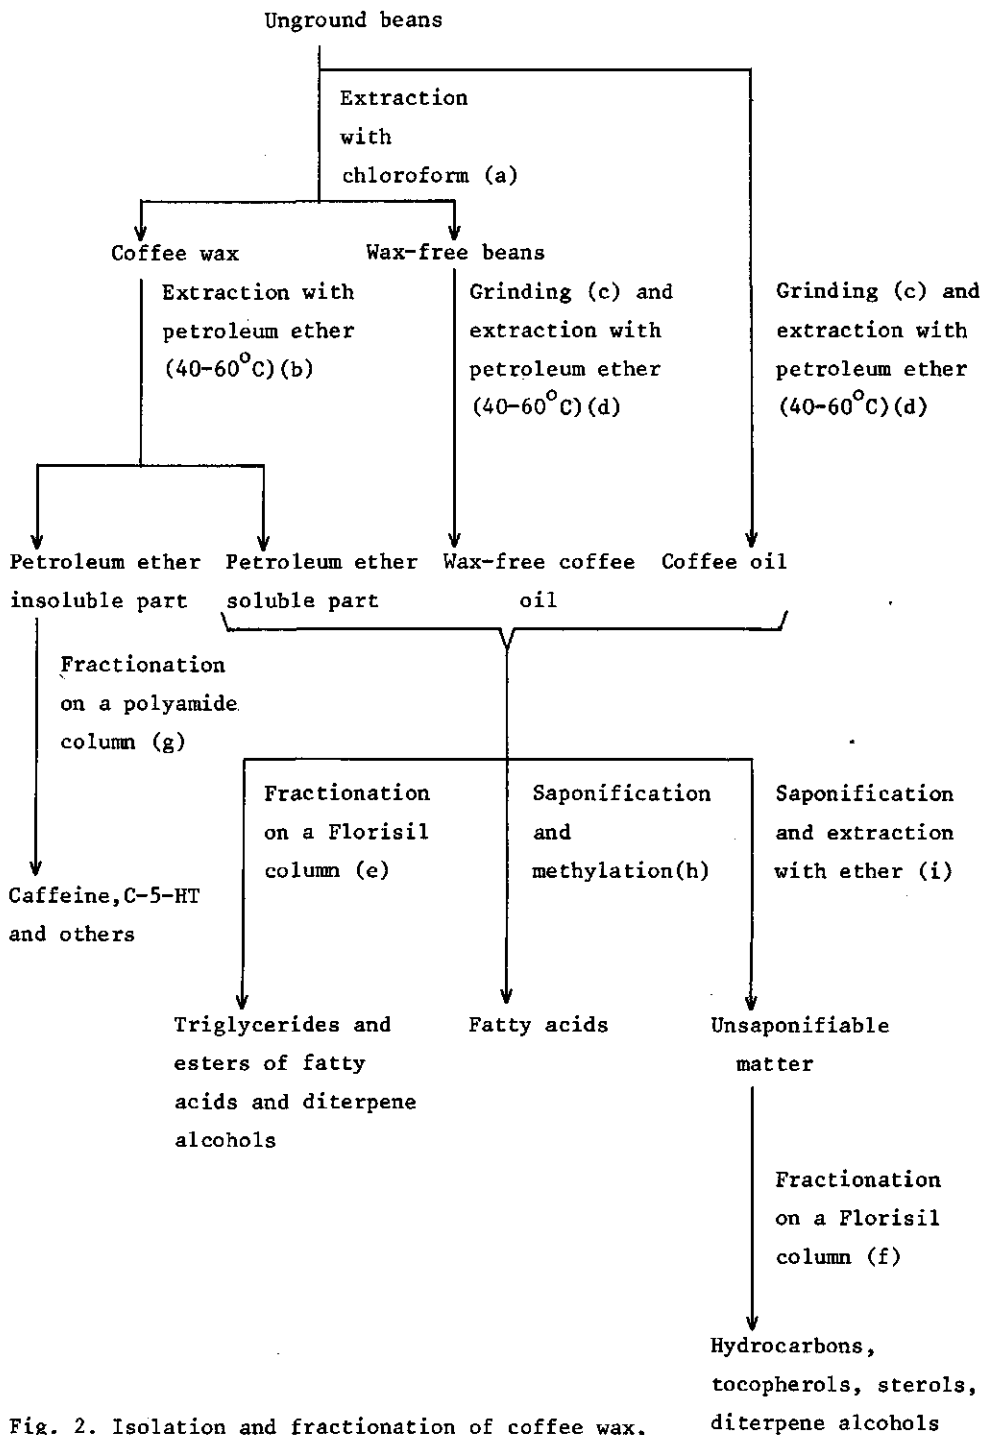 Unground beans
Extraction
with
chloroform (a)
Coffee wax
Wax-free beans
Extraction with
petroleum ether
(40-60°C)(b)
Grinding (c) and
extraction with
petroleum ether
(40-60°C)(d)
Grinding (c) and
extraction with
petroleum ether
(40-60°C)(d)
Petroleum ether
insoluble part
Petroleum ether
soluble part
Wax-free coffee
oil
Coffee oil
Fractionation
on a polyamide
column (g)
Fractionation
on a Florisil
column (e)
Saponification
and
methylation(h)
Saponification
and extraction
with ether (i)
Caffeine,C-5-HT
and others
Triglycerides and
esters of fatty
acids and diterpene
alcohols
Fatty acids
Unsaponifiable
matter
Fractionation
on a Florisil
column (f)
Hydrocarbons,
tocopherols, sterols,
diterpene alcohols
Fig. 2. Isolation and fractionation of coffee wax.